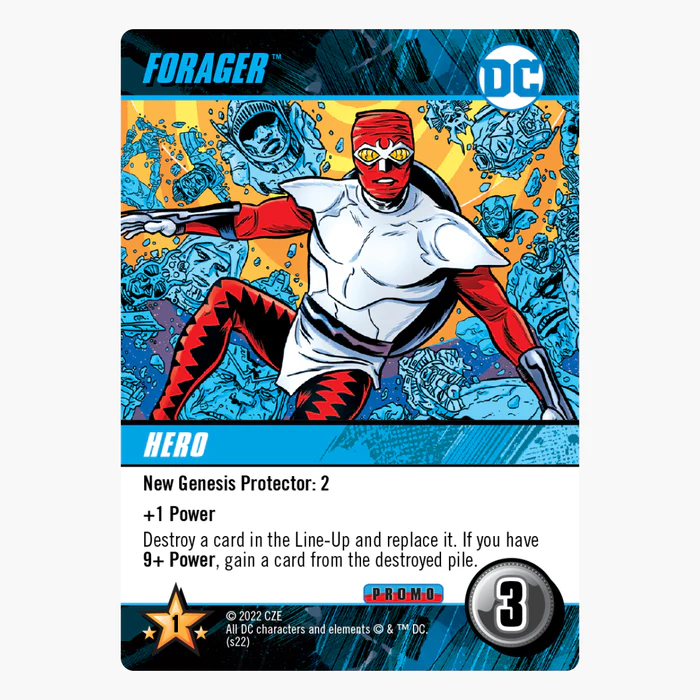 FORAGER™
DC
HERO
New Genesis Protector: 2
+1 Power
Destroy a card in the Line-Up and replace it. If you have
9+ Power, gain a card from the destroyed pile.
PROMO
3
1
© 2022 CZE
All DC characters and elements © & ™ DC.
(s22)